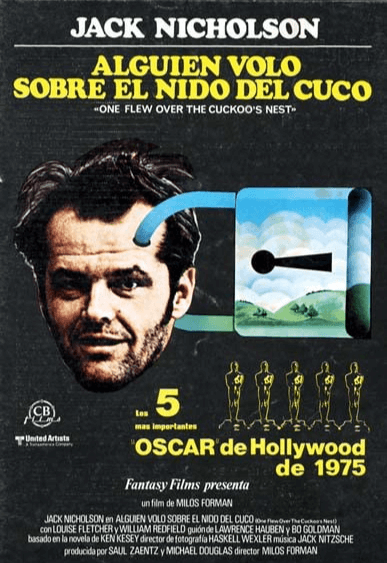 JACK NICHOLSON
ALGUIEN VOLO
SOBRE EL NIDO DEL CUCO
«ONE FLEW OVER THE CUCKOO'S NEST»
Los 5
mas importantes
"OSCAR" de Hollywood
de 1975
CB
Films
United Artists
A Transamerica Company
Fantasy Films presenta
un film de MILOS FORMAN
JACK NICHOLSON en ALGUIEN VOLO SOBRE EL NIDO DEL CUCO (One Flew Over The Cuckoo's Nest)
con LOUISE FLETCHER y WILLIAM REDFIELD guión de LAWRENCE HAUBEN y BO GOLDMAN
basado en la novela de KEN KESEY director de fotografía HASKELL WEXLER música JACK NITZSCHE
producida por SAUL ZAENTZ y MICHAEL DOUGLAS director MILOS FORMAN